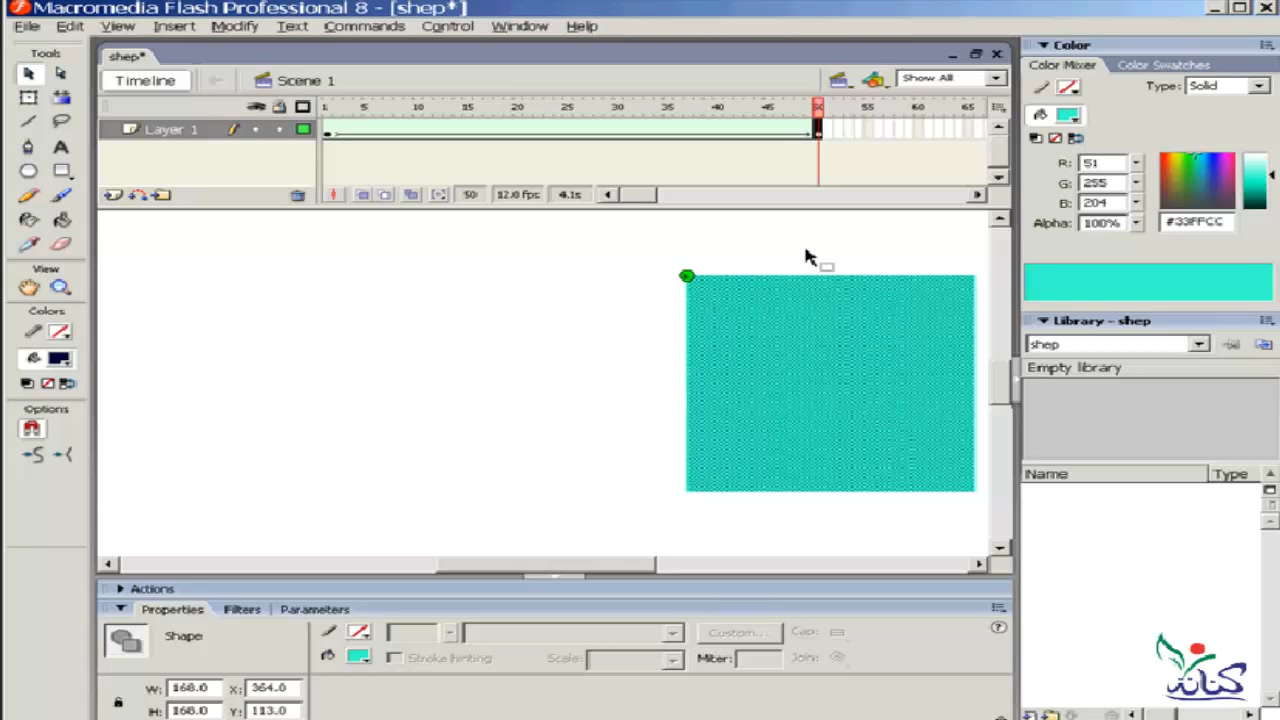 Macromedia Flash Professional 8 - [shep*]
File Edit View Insert Modify Text Commands Control Window Help
Tools
View
Colors
Options
shep*
Timeline
Scene 1
Show All
1 5 10 15 20 25 30 35 40 45 50 55 60 65
Layer 1
50 12.0 fps 4.1s
Color
Color Mixer Color Swatches
Type: Solid
R: 51
G: 255
B: 204
Alpha: 100% #33FFCC
Library - shep
shep
Empty library
Name Type
Actions
Properties Filters Parameters
Shape
Custom... Cap:
Stroke hinting Scale: Miter: Join:
W: 168.0 X: 364.0
H: 168.0 Y: 113.0
كنانة